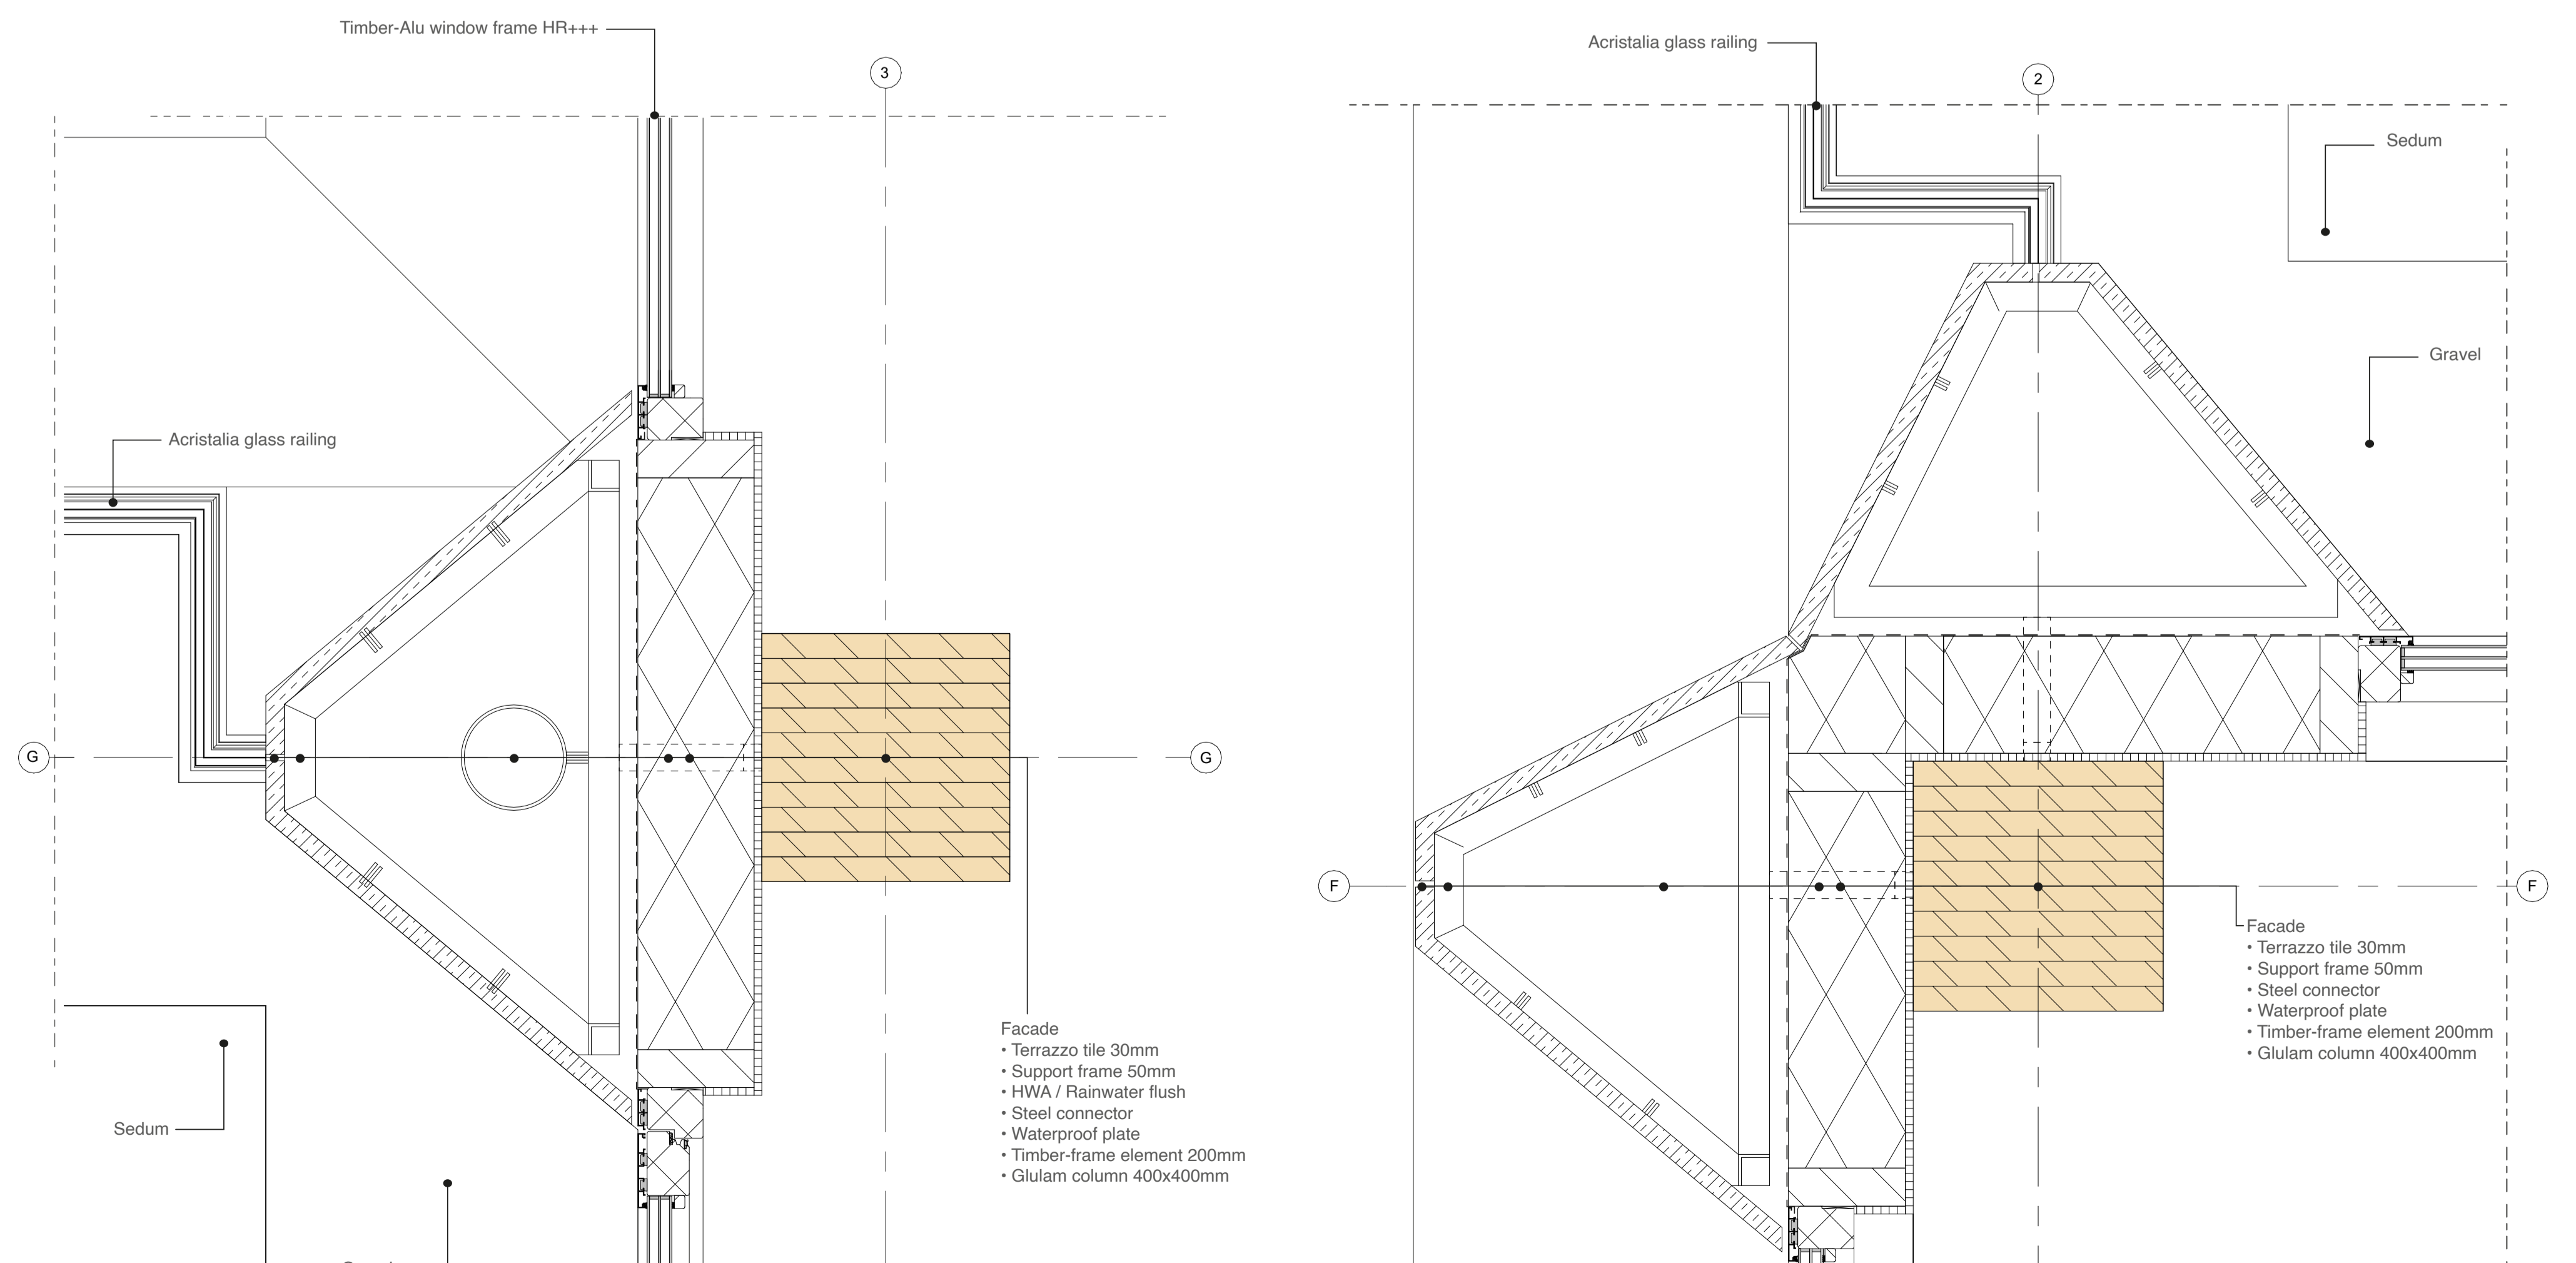 Timber-Alu window frame HR+++
3
Acristalia glass railing
G
G
Sedum
Facade
• Terrazzo tile 30mm
• Support frame 50mm
• HWA / Rainwater flush
• Steel connector
• Waterproof plate
• Timber-frame element 200mm
• Glulam column 400x400mm
Acristalia glass railing
2
Sedum
Gravel
F
F
Facade
• Terrazzo tile 30mm
• Support frame 50mm
• Steel connector
• Waterproof plate
• Timber-frame element 200mm
• Glulam column 400x400mm